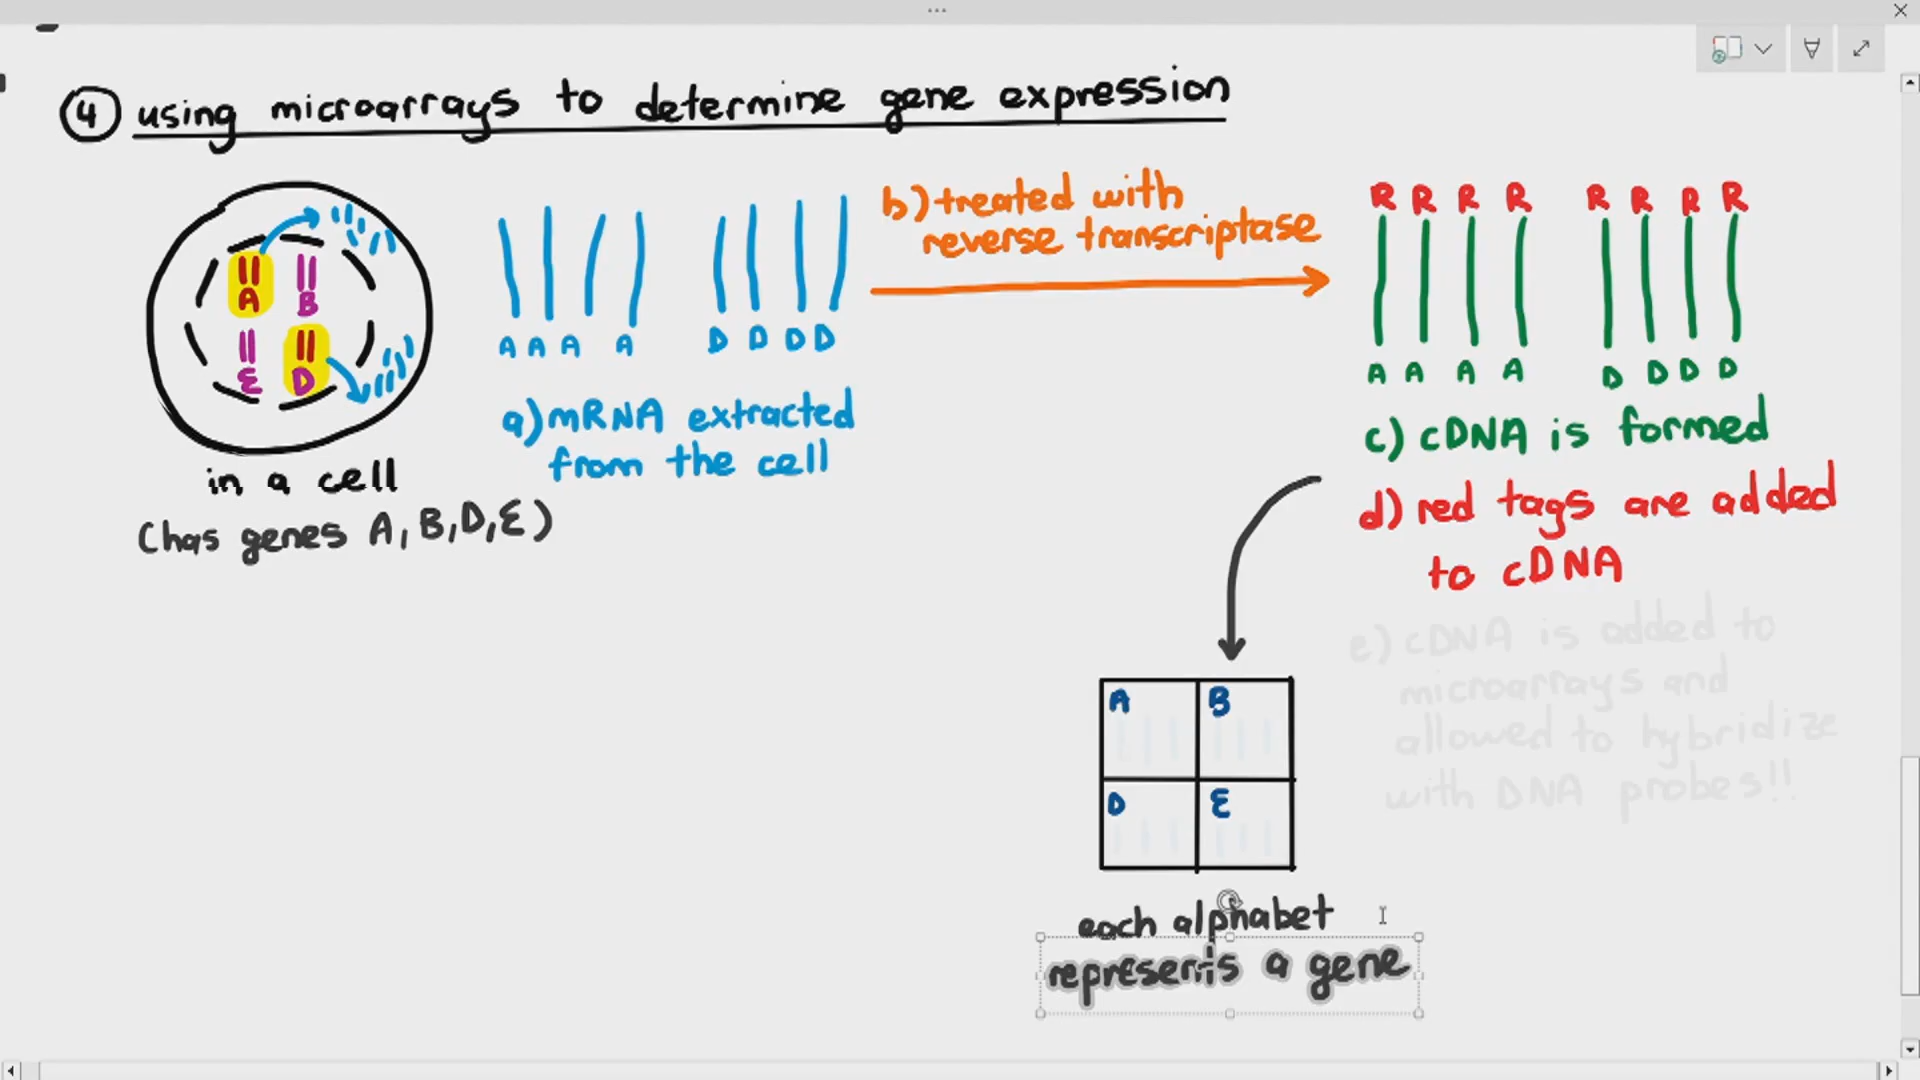 4 using microarrays to determine gene expression
A B
E D
in a cell
(has genes A, B, D, E)
A A A A D D D D
a) mRNA extracted
from the cell
b) treated with
reverse transcriptase
R R R R R R R R
A A A A D D D D
c) cDNA is formed
d) red tags are added
to cDNA
e) cDNA is added to
microarrays and
allowed to hybridize
with DNA probes!!
A B
D E
each alphabet
represents a gene